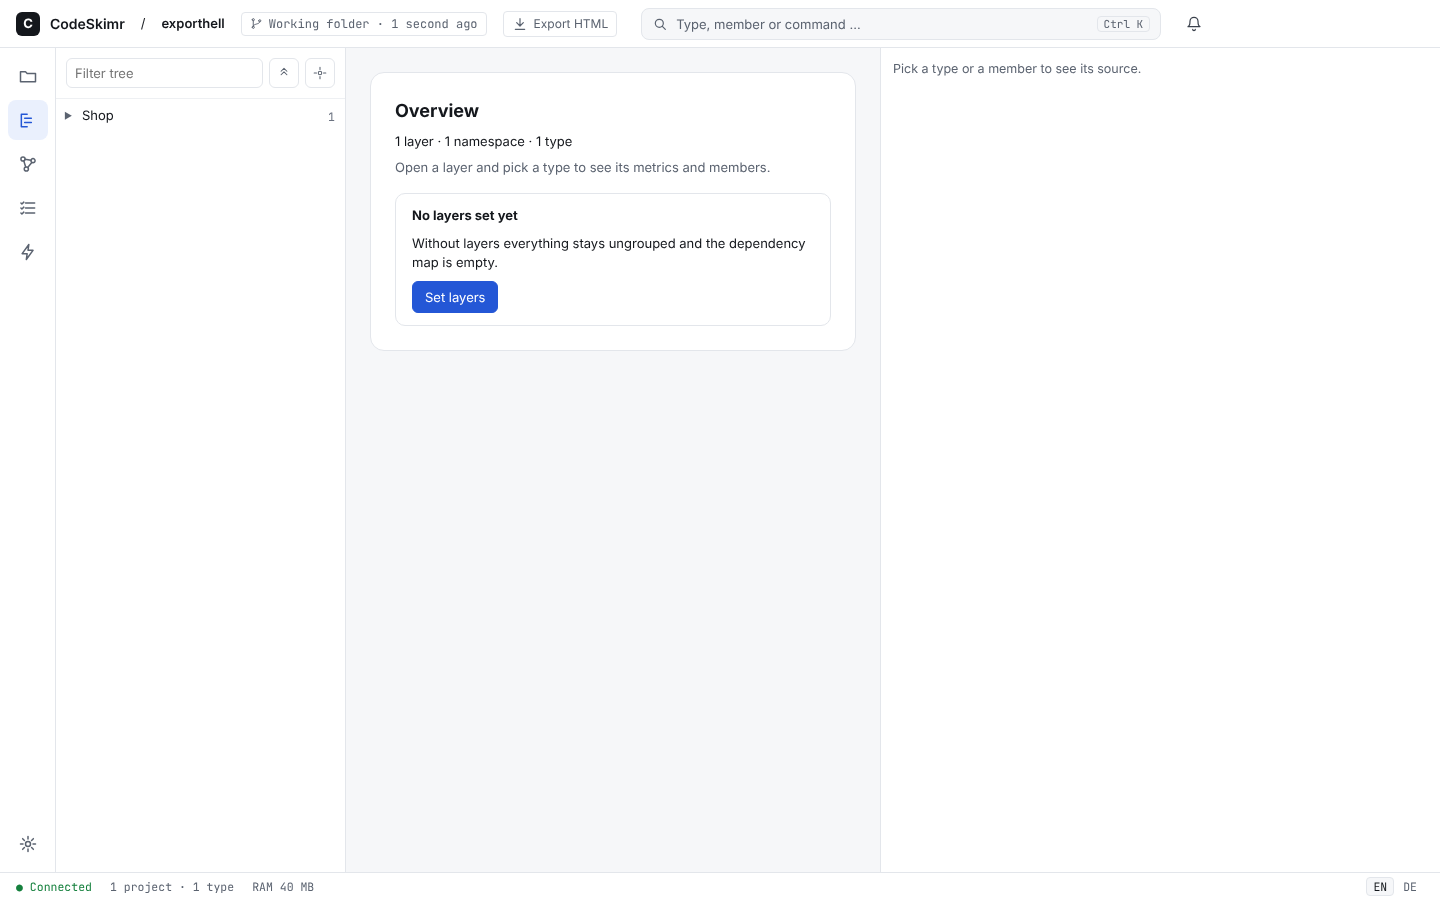 C CodeSkimr / exporthell Working folder · 1 second ago Export HTML Type, member or command ... Ctrl K
Filter tree
Shop 1
Overview
1 layer · 1 namespace · 1 type
Open a layer and pick a type to see its metrics and members.
No layers set yet
Without layers everything stays ungrouped and the dependency
map is empty.
Set layers
Pick a type or a member to see its source.
Connected 1 project · 1 type RAM 40 MB EN DE